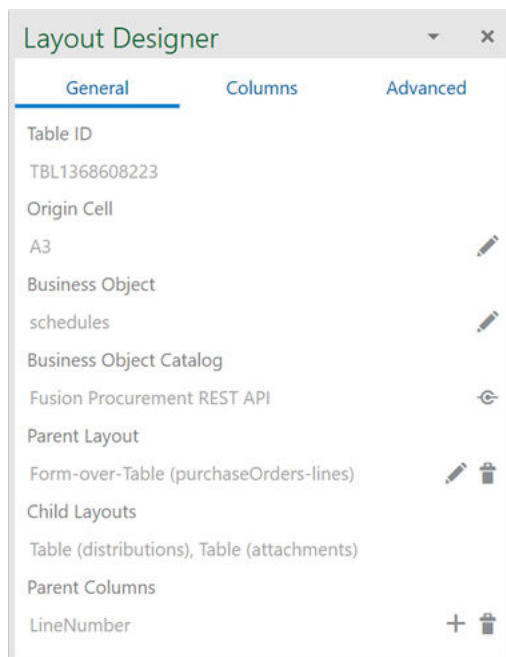 Layout Designer
General Columns Advanced
Table ID
TBL1368608223
Origin Cell
A3
Business Object
schedules
Business Object Catalog
Fusion Procurement REST API
Parent Layout
Form-over-Table (purchaseOrders-lines)
Child Layouts
Table (distributions), Table (attachments)
Parent Columns
LineNumber